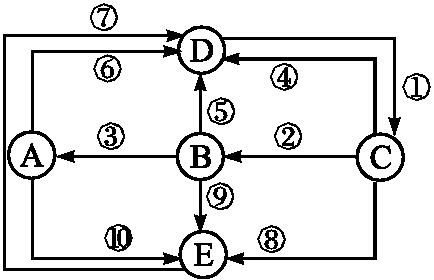 ⑦
D
⑥ ④ ①
⑤
③ ②
A B C
⑨
⑩ ⑧
E